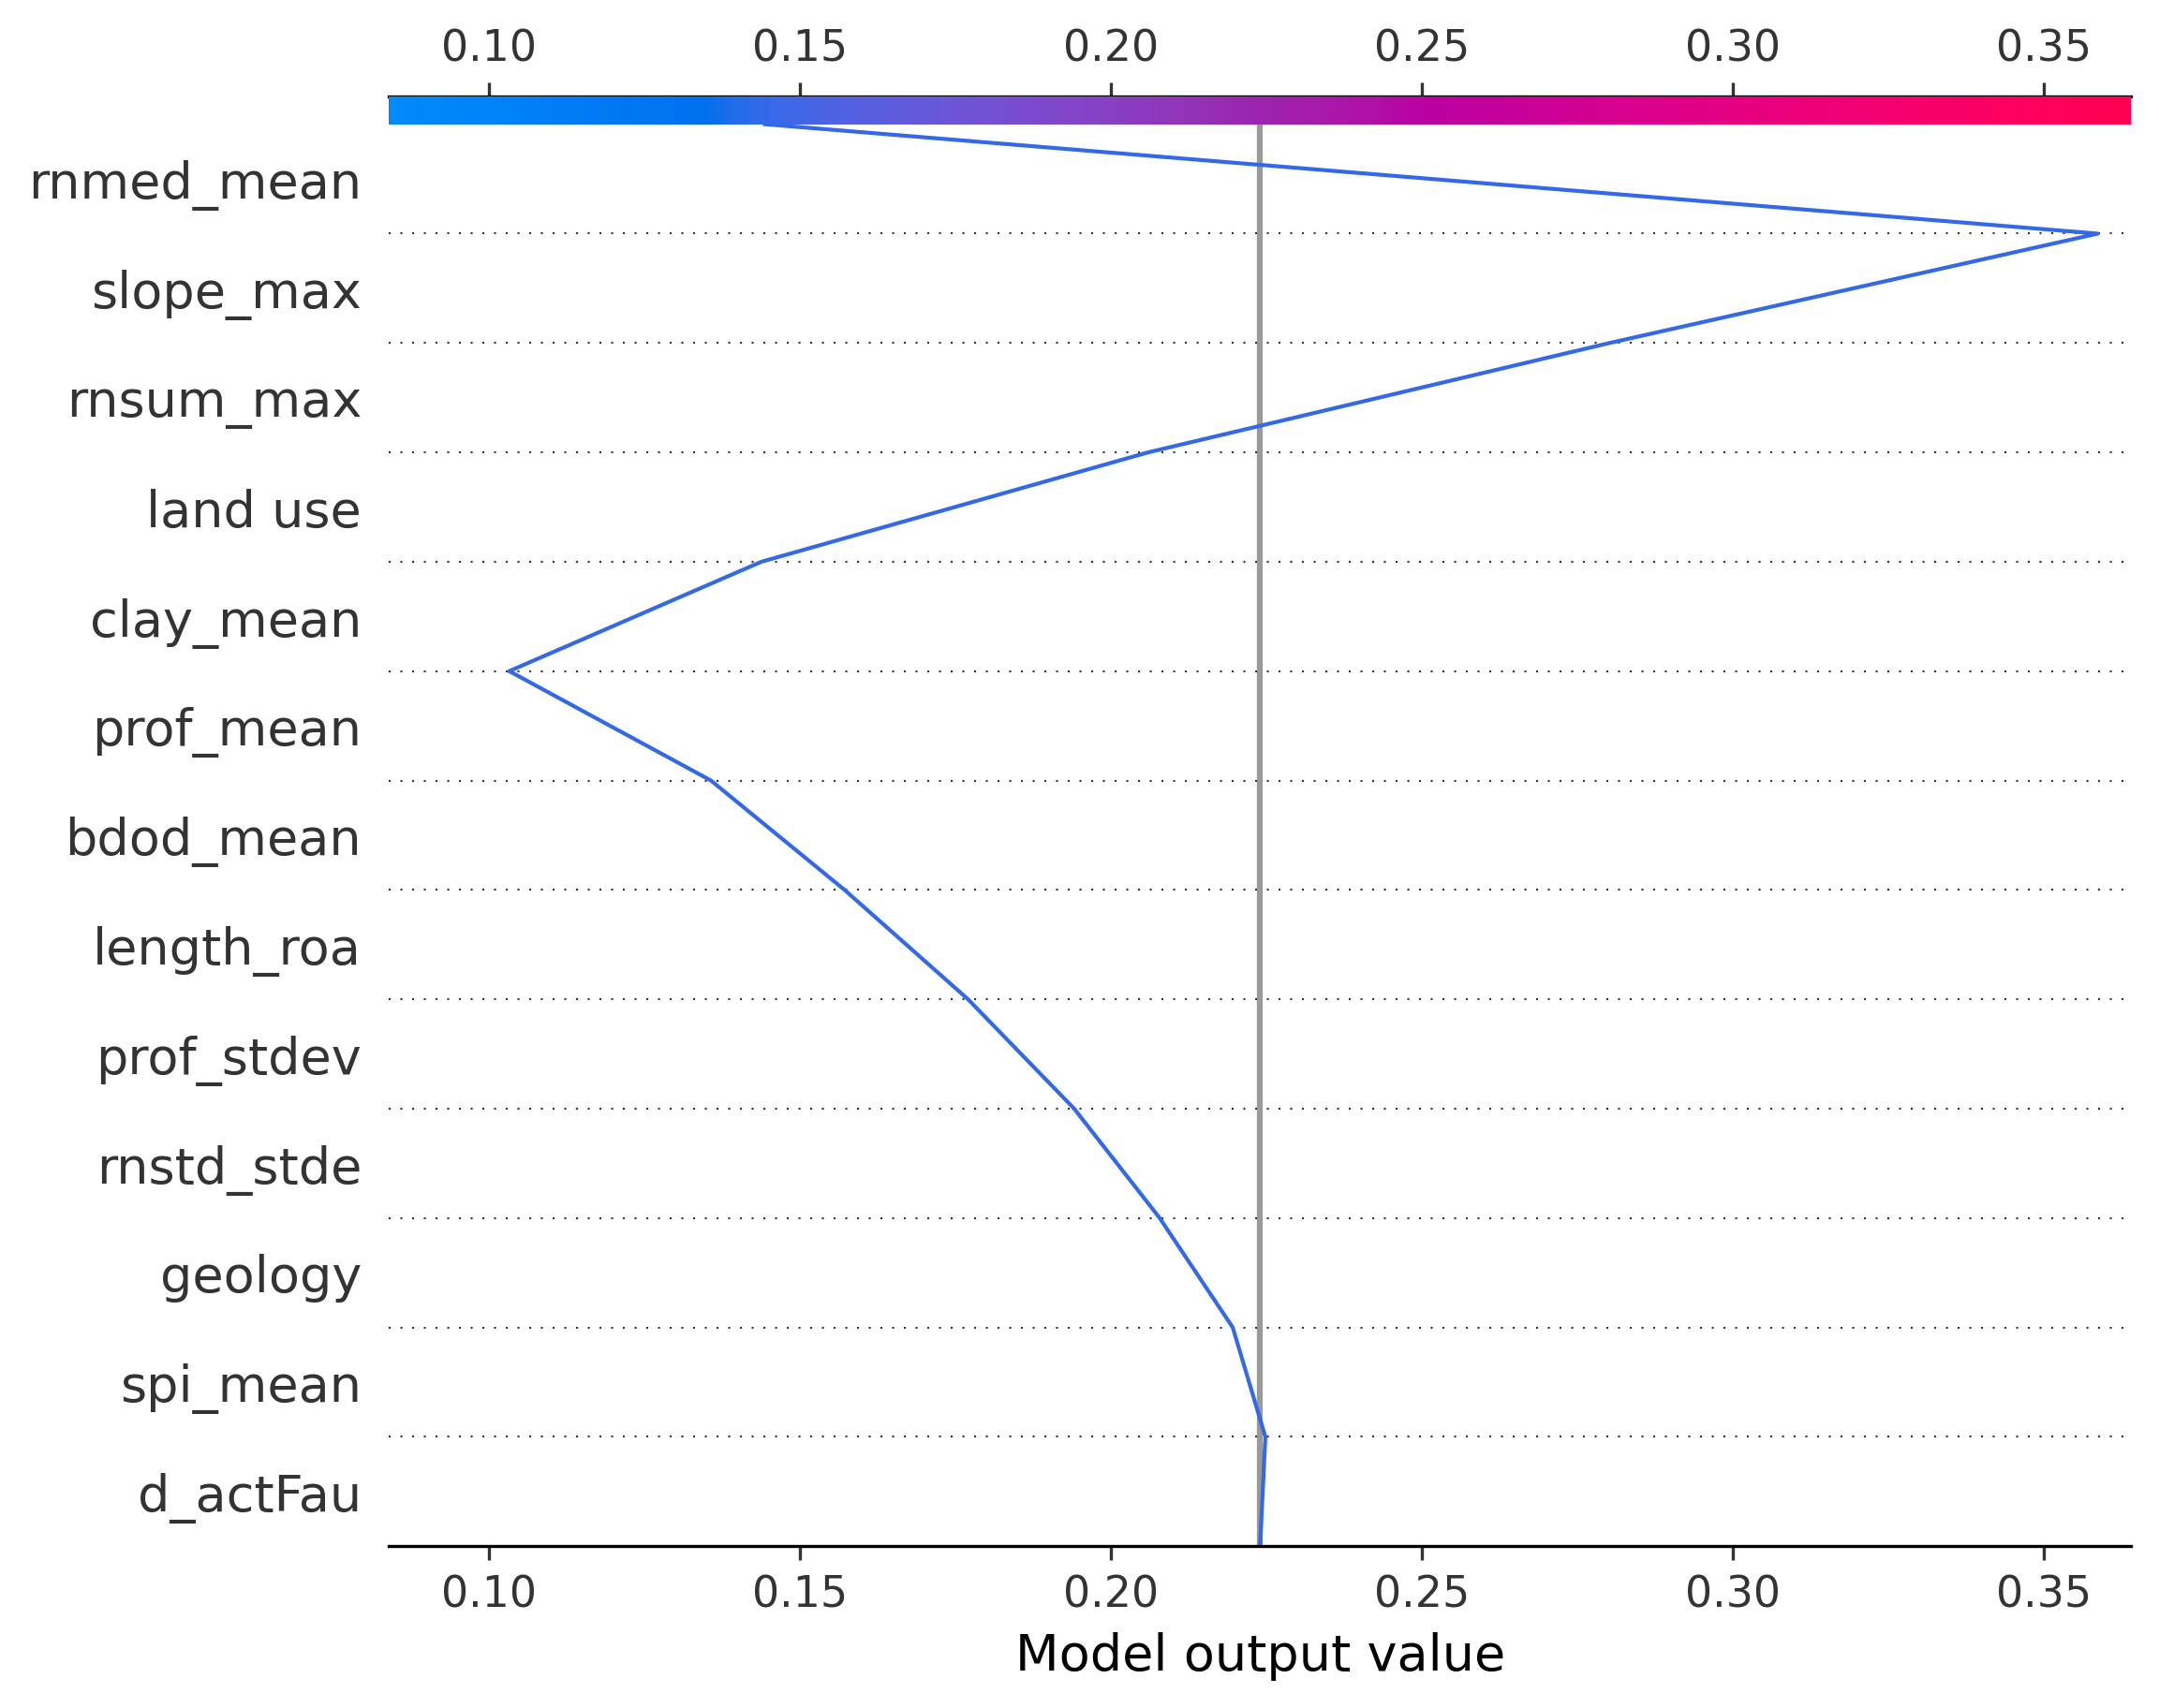 0.10 0.15 0.20 0.25 0.30 0.35
rnmed_mean
slope_max
rnsum_max
land use
clay_mean
prof_mean
bdod_mean
length_roa
prof_stdev
rnstd_stde
geology
spi_mean
d_actFau
0.10 0.15 0.20 0.25 0.30 0.35
Model output value